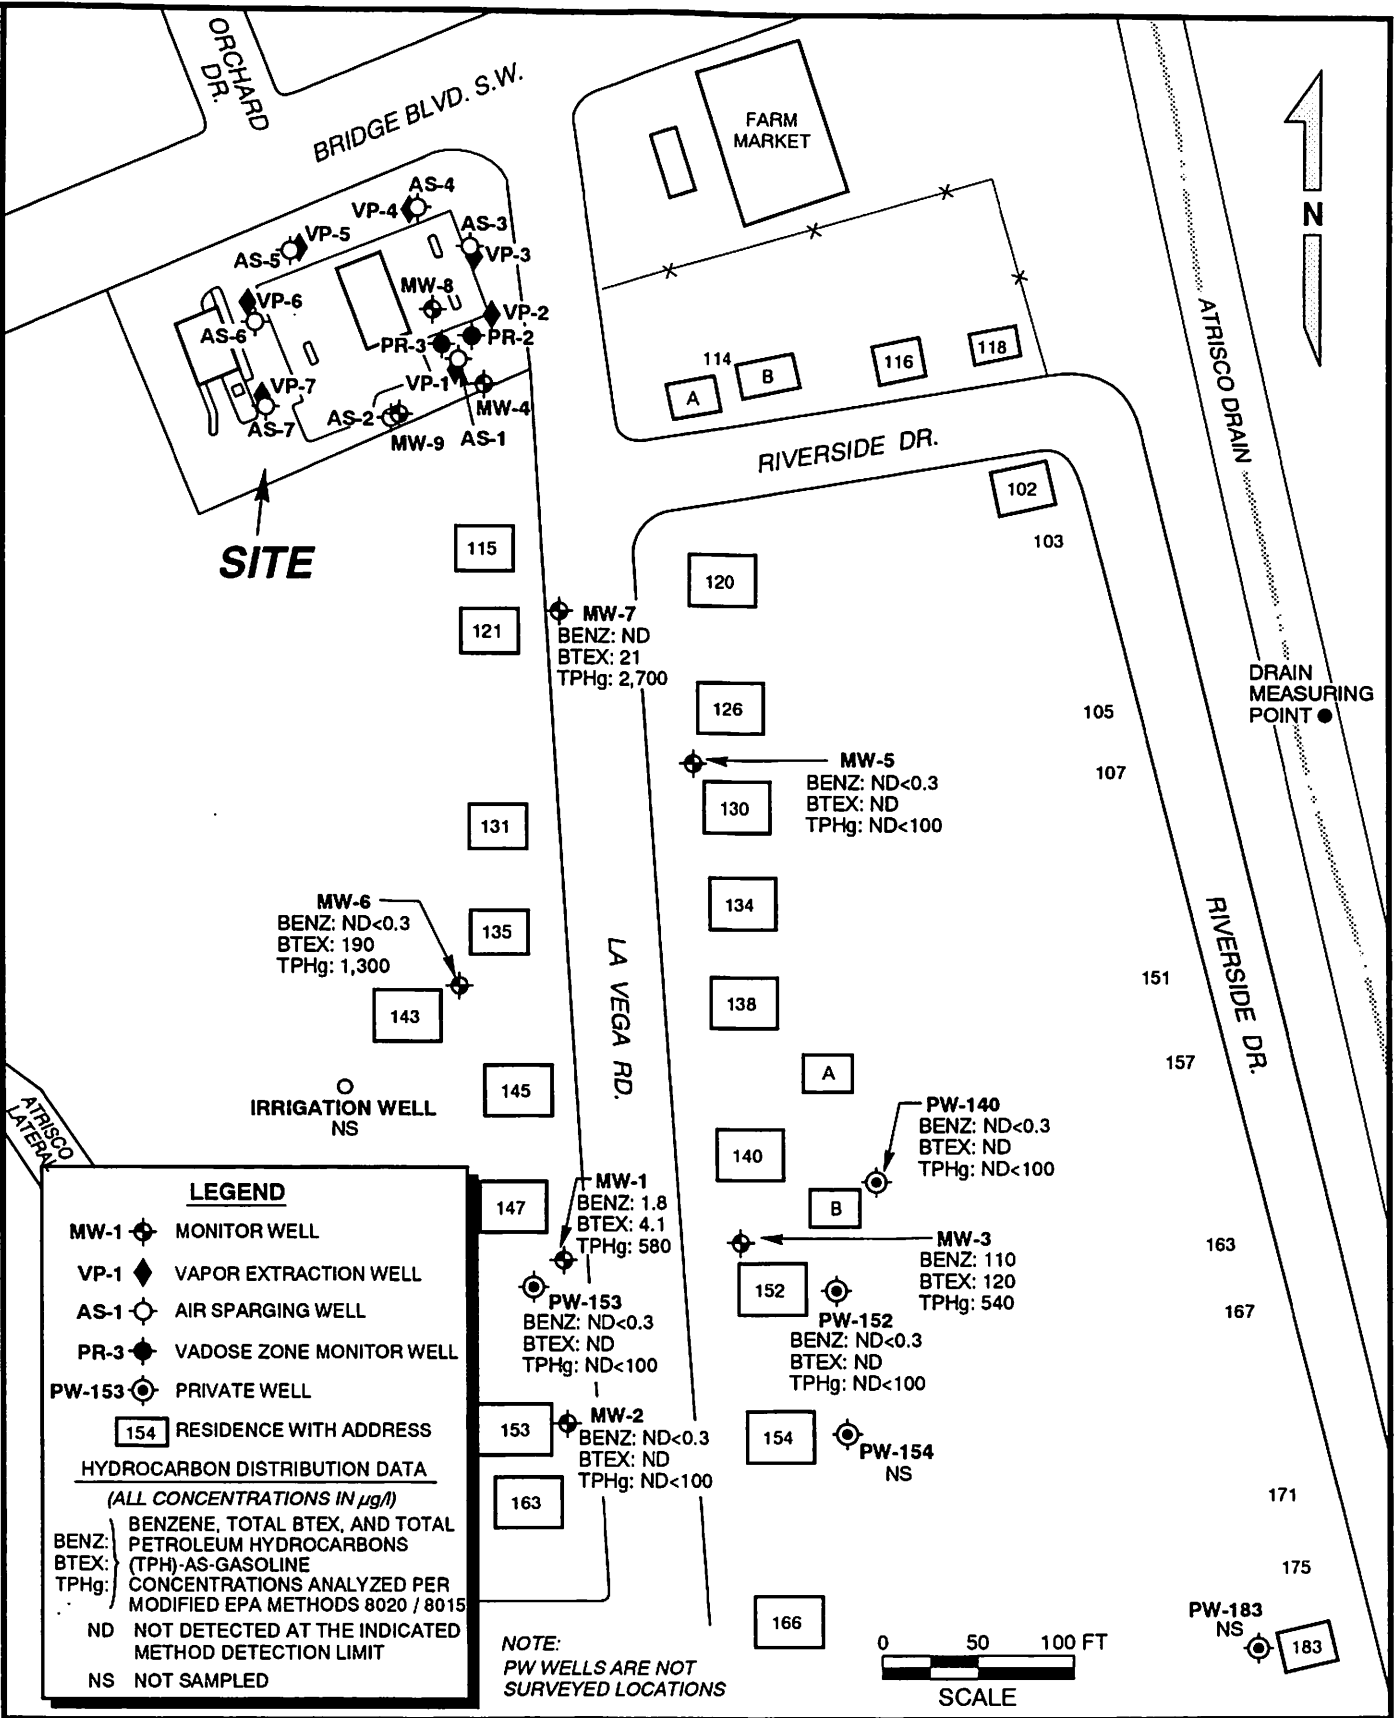 ORCHARD
DR.
BRIDGE BLVD. S.W.
FARM
MARKET
N
AS-4
VP-4
AS-3
VP-3
VP-5
AS-5
MW-8
VP-6
AS-6
VP-2
PR-2
PR-3
VP-1
VP-7
AS-7
AS-2
MW-4
MW-9
AS-1
SITE
114
A
B
116
118
ATRISCO DRAIN
RIVERSIDE DR.
102
103
115
120
121
MW-7
BENZ: ND
BTEX: 21
TPHg: 2,700
126
105
DRAIN
MEASURING
POINT
MW-5
BENZ: ND<0.3
BTEX: ND
TPHg: ND<100
107
130
131
134
MW-6
BENZ: ND<0.3
BTEX: 190
TPHg: 1,300
135
LA VEGA RD.
RIVERSIDE DR.
138
151
143
157
A
145
IRRIGATION WELL
NS
ATRISCO
LATERAL
PW-140
BENZ: ND<0.3
BTEX: ND
TPHg: ND<100
140
B
147
MW-1
BENZ: 1.8
BTEX: 4.1
TPHg: 580
MW-3
BENZ: 110
BTEX: 120
TPHg: 540
163
167
152
PW-153
BENZ: ND<0.3
BTEX: ND
TPHg: ND<100
PW-152
BENZ: ND<0.3
BTEX: ND
TPHg: ND<100
153
MW-2
BENZ: ND<0.3
BTEX: ND
TPHg: ND<100
154
PW-154
NS
163
171
175
166
PW-183
NS
183
LEGEND
MW-1 MONITOR WELL
VP-1 VAPOR EXTRACTION WELL
AS-1 AIR SPARGING WELL
PR-3 VADOSE ZONE MONITOR WELL
PW-153 PRIVATE WELL
154 RESIDENCE WITH ADDRESS
HYDROCARBON DISTRIBUTION DATA
(ALL CONCENTRATIONS IN µg/l)
BENZENE, TOTAL BTEX, AND TOTAL
BENZ: PETROLEUM HYDROCARBONS
BTEX: (TPH)-AS-GASOLINE
TPHg: CONCENTRATIONS ANALYZED PER
MODIFIED EPA METHODS 8020 / 8015
ND NOT DETECTED AT THE INDICATED
METHOD DETECTION LIMIT
NS NOT SAMPLED
NOTE:
PW WELLS ARE NOT
SURVEYED LOCATIONS
0 50 100 FT
SCALE